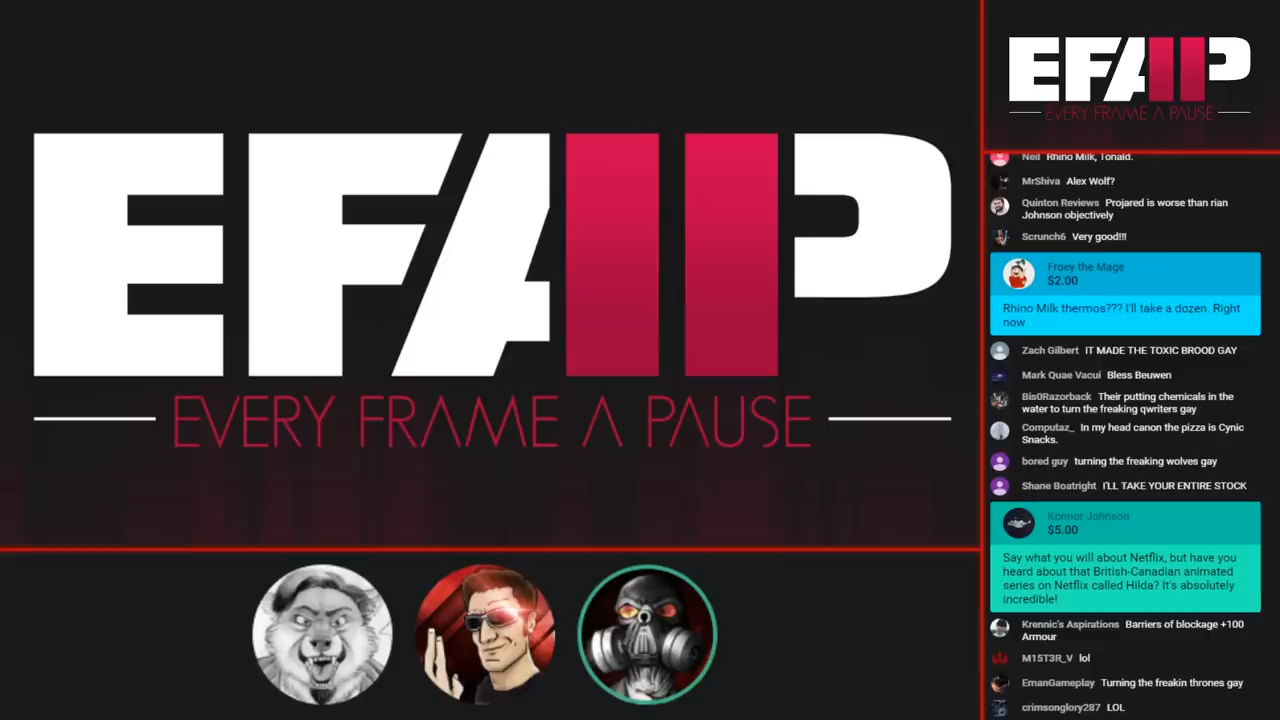 EFAP
EVERY FRAME A PAUSE
EFAP
EVERY FRAME A PAUSE
Neil Rhino Milk, Tonald.
MrShiva Alex Wolf?
Quinton Reviews Projared is worse than rian
Johnson objectively
Scrunch6 Very good!!!
Froey the Mage
$2.00
Rhino Milk thermos??? I'll take a dozen. Right
now
Zach Gilbert IT MADE THE TOXIC BROOD GAY
Mark Quae Vacui Bless Beuwen
Bis0Razorback Their putting chemicals in the
water to turn the freaking qwriters gay
Computaz_ In my head canon the pizza is Cynic
Snacks.
bored guy turning the freaking wolves gay
Shane Boatright I'LL TAKE YOUR ENTIRE STOCK
Konnor Johnson
$5.00
Say what you will about Netflix, but have you
heard about that British-Canadian animated
series on Netflix called Hilda? It's absolutely
incredible!
Krennic's Aspirations Barriers of blockage +100
Armour
M15T3R_V lol
EmanGameplay Turning the freakin thrones gay
crimsonglory287 LOL